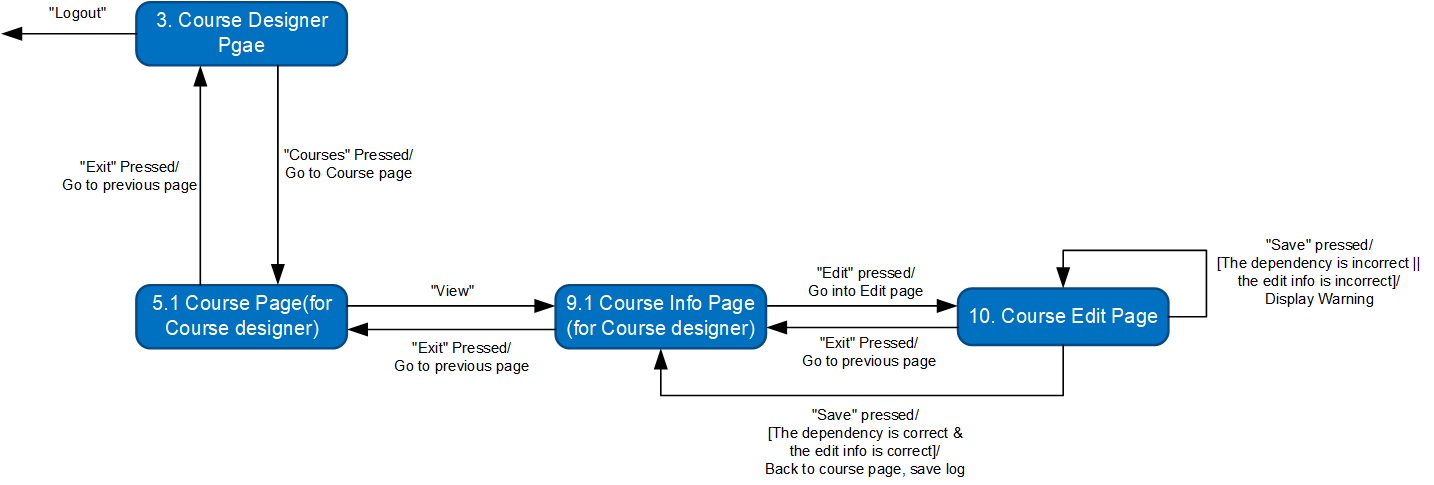 "Logout"
3. Course Designer
Pgae
"Exit" Pressed/
Go to previous page
"Courses" Pressed/
Go to Course page
5.1 Course Page(for
Course designer)
"View"
"Exit" Pressed/
Go to previous page
9.1 Course Info Page
(for Course designer)
"Edit" pressed/
Go into Edit page
"Exit" Pressed/
Go to previous page
10. Course Edit Page
"Save" pressed/
[The dependency is incorrect ||
the edit info is incorrect]/
Display Warning
"Save" pressed/
[The dependency is correct &
the edit info is correct]/
Back to course page, save log